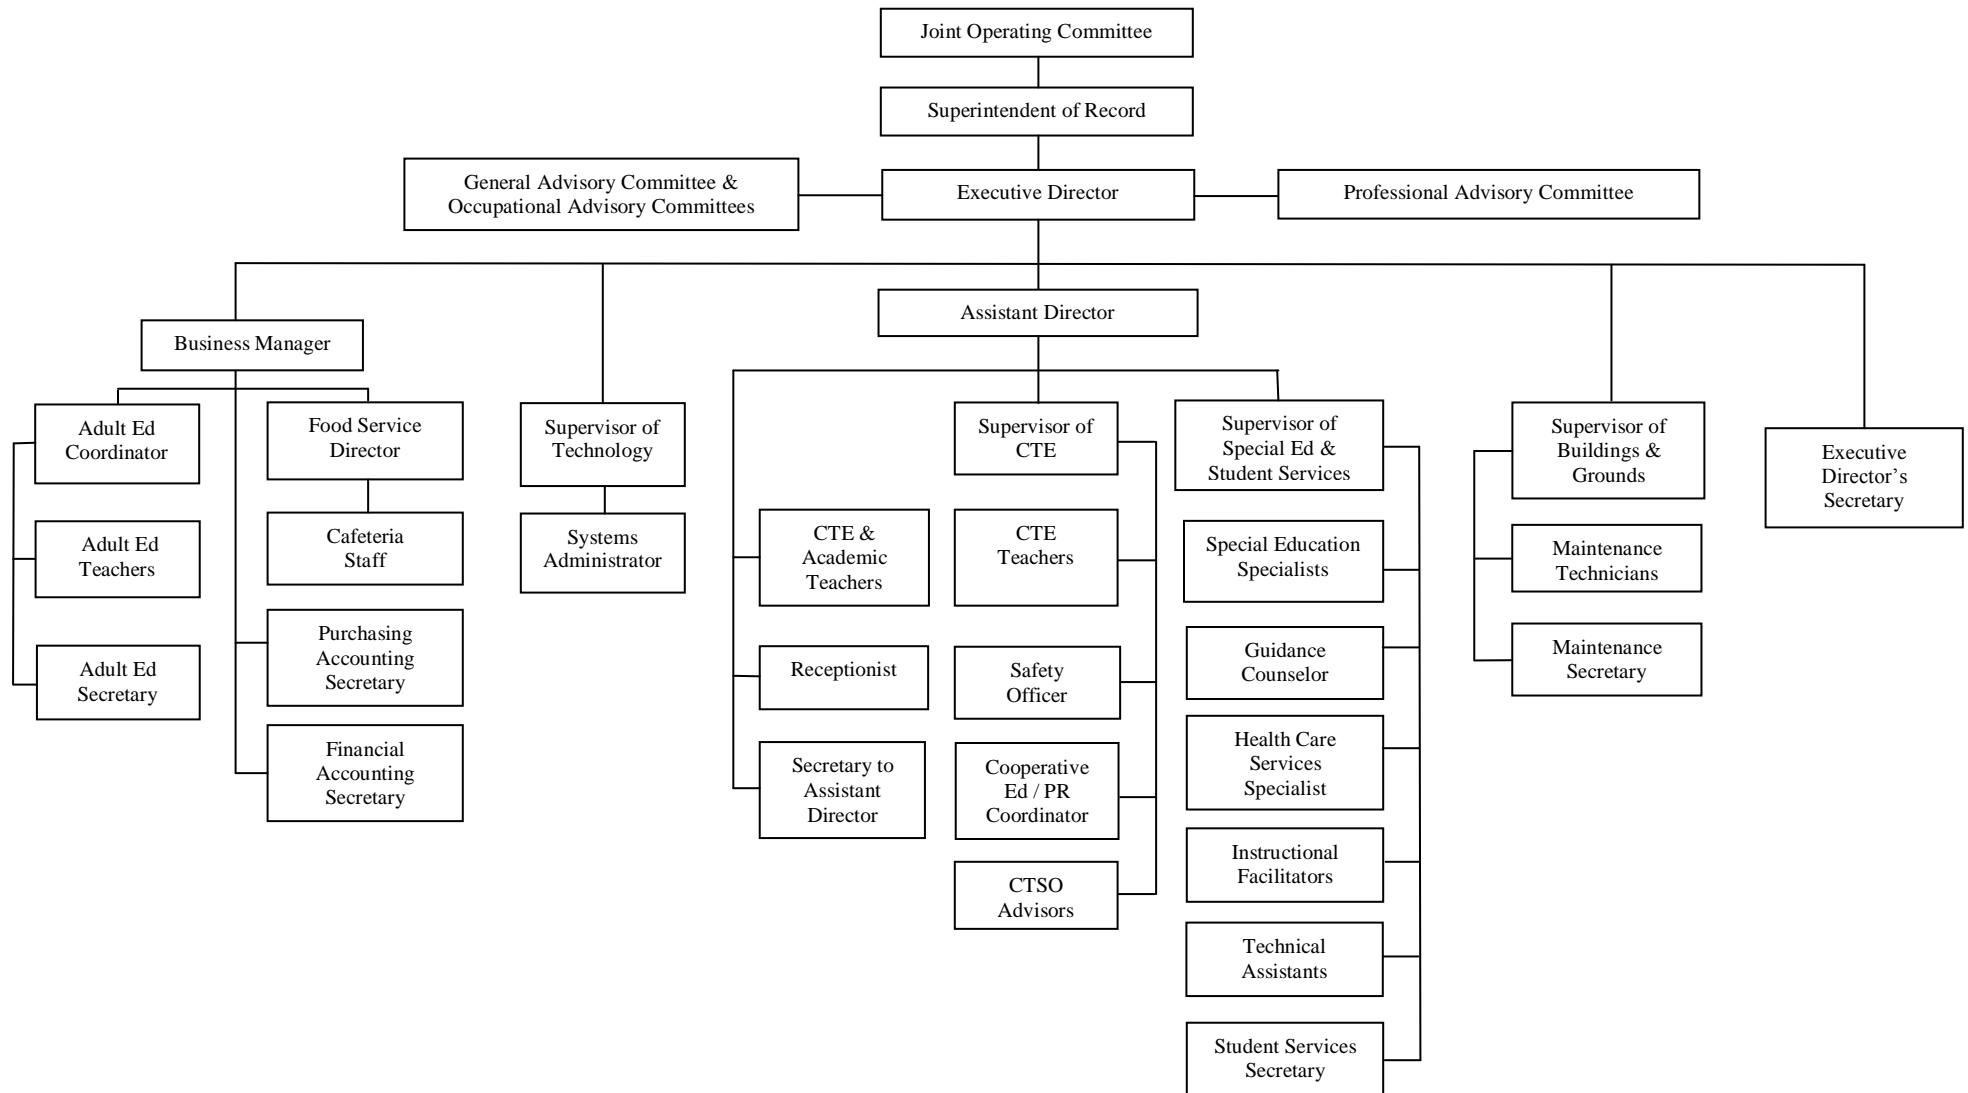 Joint Operating Committee
Superintendent of Record
General Advisory Committee &
Occupational Advisory Committees
Executive Director
Professional Advisory Committee
Assistant Director
Business Manager
Adult Ed
Coordinator
Food Service
Director
Supervisor of
Technology
Supervisor of
CTE
Supervisor of
Special Ed &
Student Services
Supervisor of
Buildings &
Grounds
Executive
Director’s
Secretary
Adult Ed
Teachers
Cafeteria
Staff
Systems
Administrator
CTE &
Academic
Teachers
CTE
Teachers
Special Education
Specialists
Maintenance
Technicians
Adult Ed
Secretary
Purchasing
Accounting
Secretary
Receptionist
Safety
Officer
Guidance
Counselor
Maintenance
Secretary
Financial
Accounting
Secretary
Secretary to
Assistant
Director
Cooperative
Ed / PR
Coordinator
Health Care
Services
Specialist
CTSO
Advisors
Instructional
Facilitators
Technical
Assistants
Student Services
Secretary